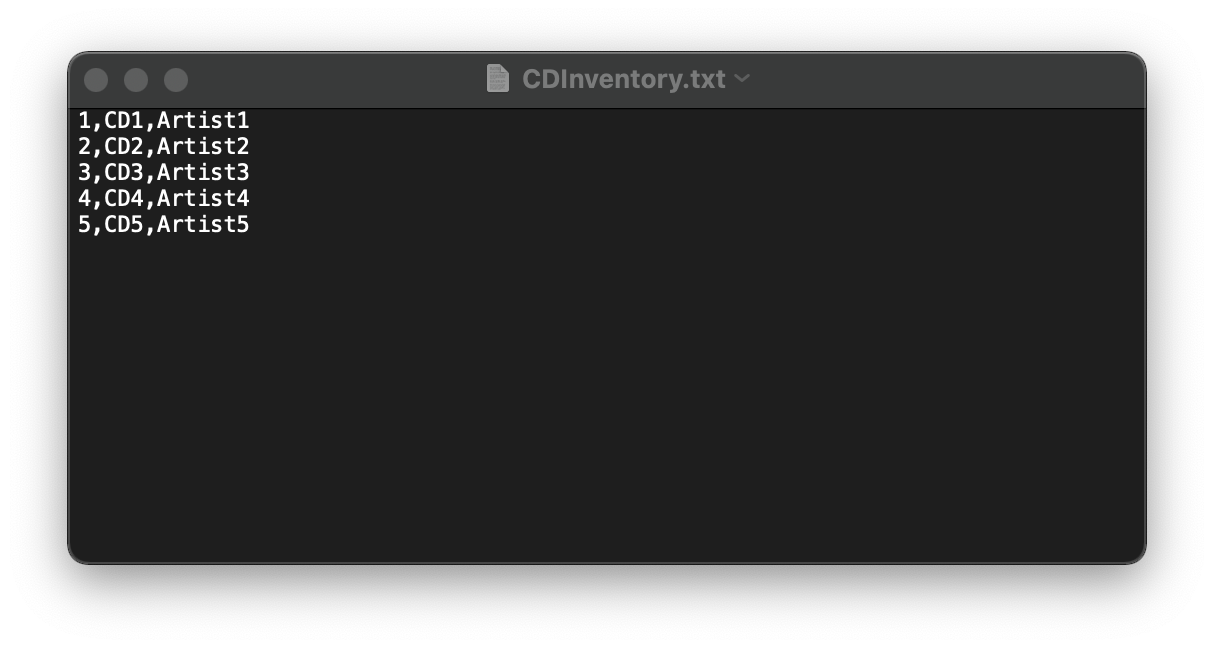 CDInventory.txt
1,CD1,Artist1
2,CD2,Artist2
3,CD3,Artist3
4,CD4,Artist4
5,CD5,Artist5